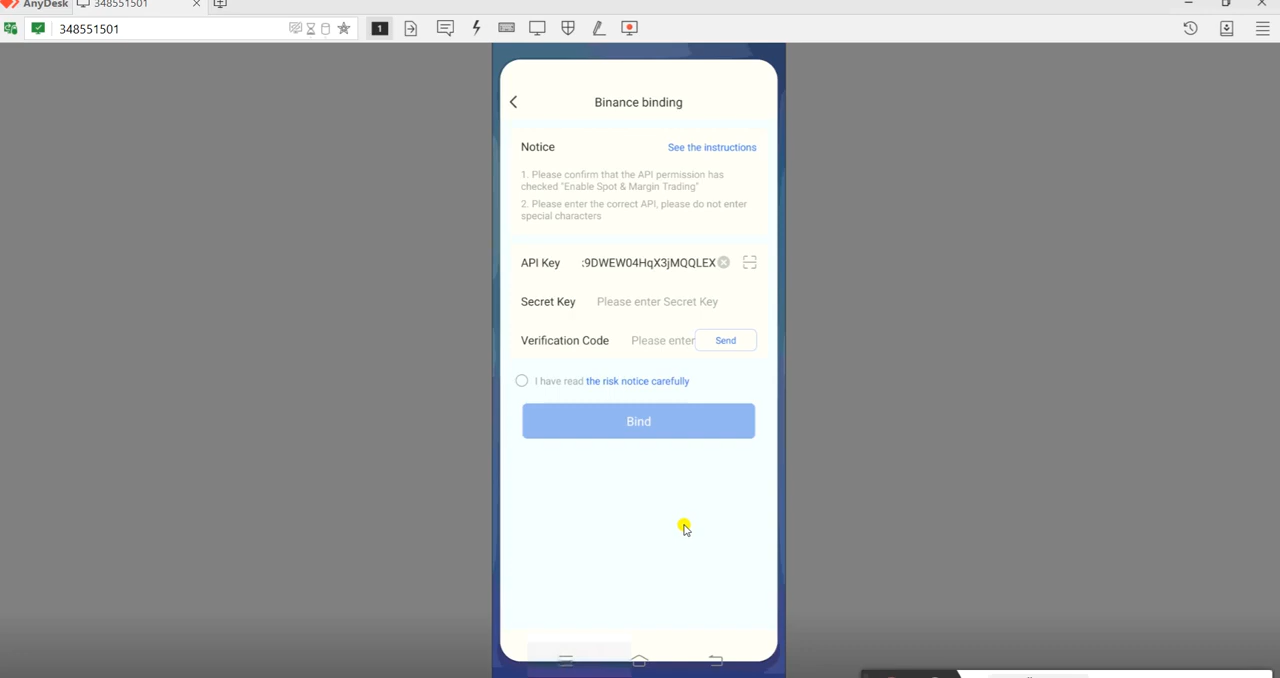 AnyDesk
348551501
348551501
1
Binance binding
Notice
See the instructions
1. Please confirm that the API permission has
checked "Enable Spot & Margin Trading"
2. Please enter the correct API, please do not enter
special characters
API Key
:9DWEW04HqX3jMQQLEX
Secret Key
Please enter Secret Key
Verification Code
Please enter
Send
I have read the risk notice carefully
Bind